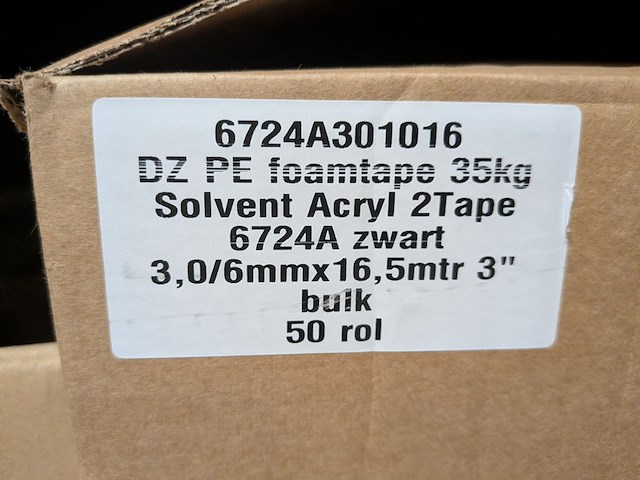 6724A301016
DZ PE foamtape 35kg
Solvent Acryl 2Tape
6724A zwart
3,0/6mmx16,5mtr 3"
bulk
50 rol